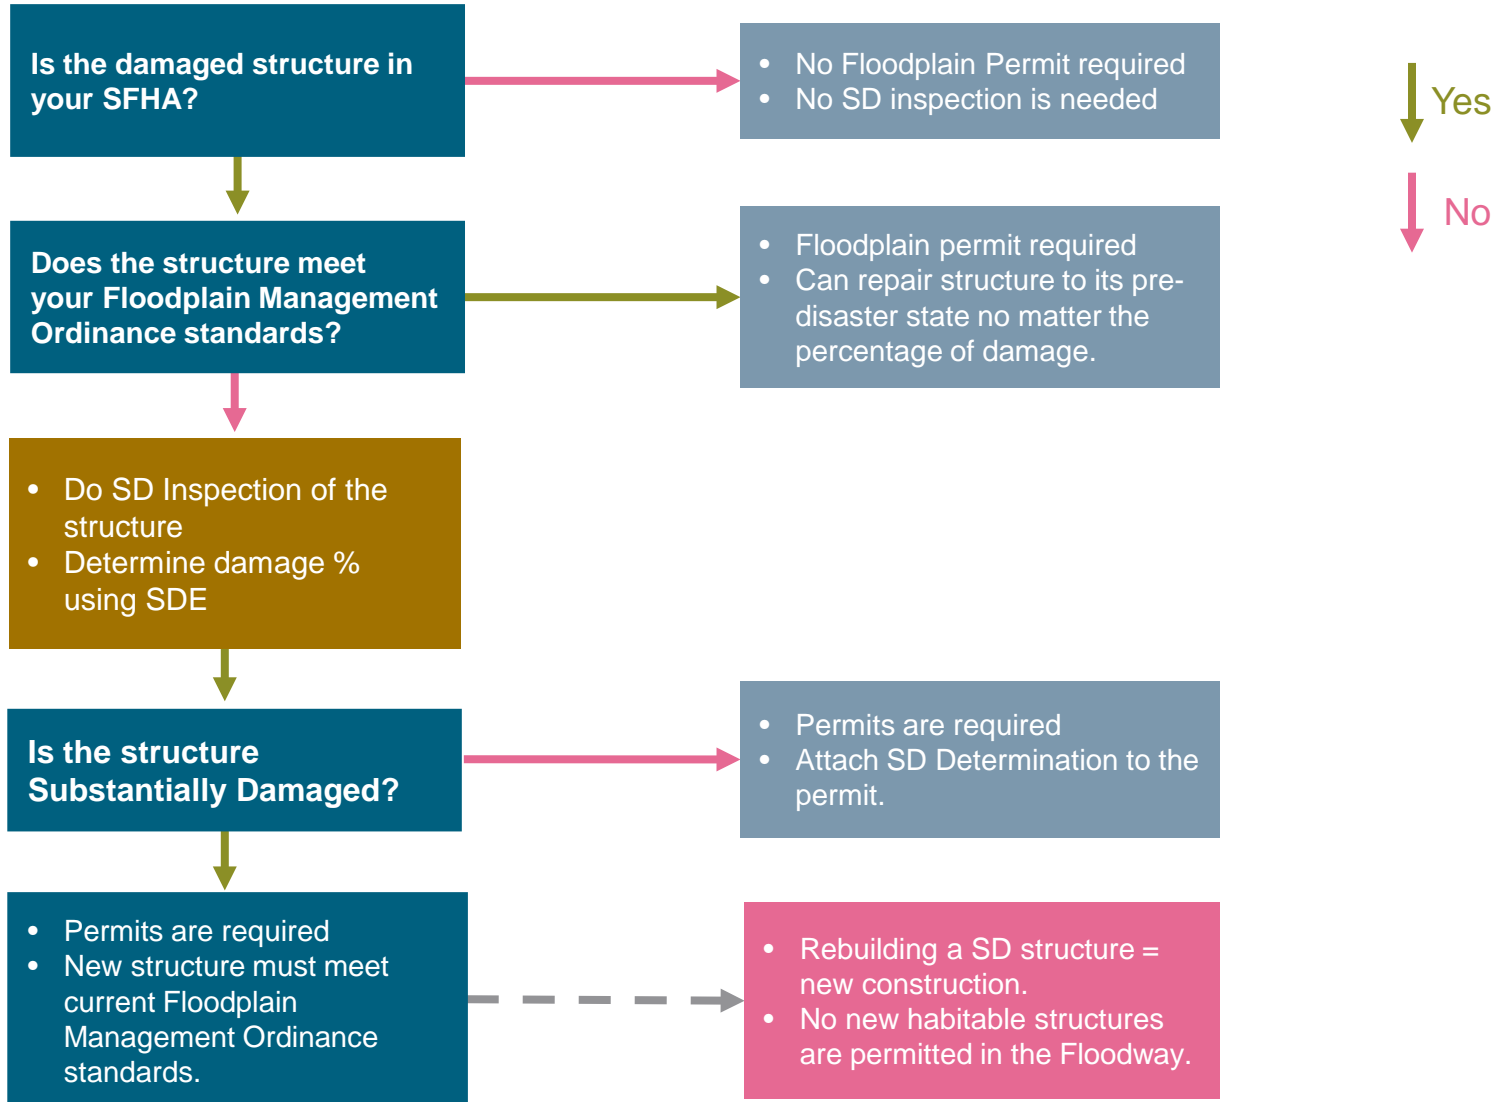 Is the damaged structure in
your SFHA?
• No Floodplain Permit required
• No SD inspection is needed
Yes
No
Does the structure meet
your Floodplain Management
Ordinance standards?
• Floodplain permit required
• Can repair structure to its pre-
disaster state no matter the
percentage of damage.
• Do SD Inspection of the
structure
• Determine damage %
using SDE
Is the structure
Substantially Damaged?
• Permits are required
• Attach SD Determination to the
permit.
• Permits are required
• New structure must meet
current Floodplain
Management Ordinance
standards.
• Rebuilding a SD structure =
new construction.
• No new habitable structures
are permitted in the Floodway.